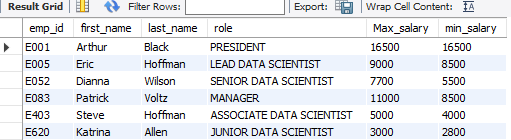 Result Grid Filter Rows: Export: Wrap Cell Content:
emp_id first_name last_name role Max_salary min_salary
E001 Arthur Black PRESIDENT 16500 16500
E005 Eric Hoffman LEAD DATA SCIENTIST 9000 8500
E052 Dianna Wilson SENIOR DATA SCIENTIST 7700 5500
E083 Patrick Voltz MANAGER 11000 8500
E403 Steve Hoffman ASSOCIATE DATA SCIENTIST 5000 4000
E620 Katrina Allen JUNIOR DATA SCIENTIST 3000 2800